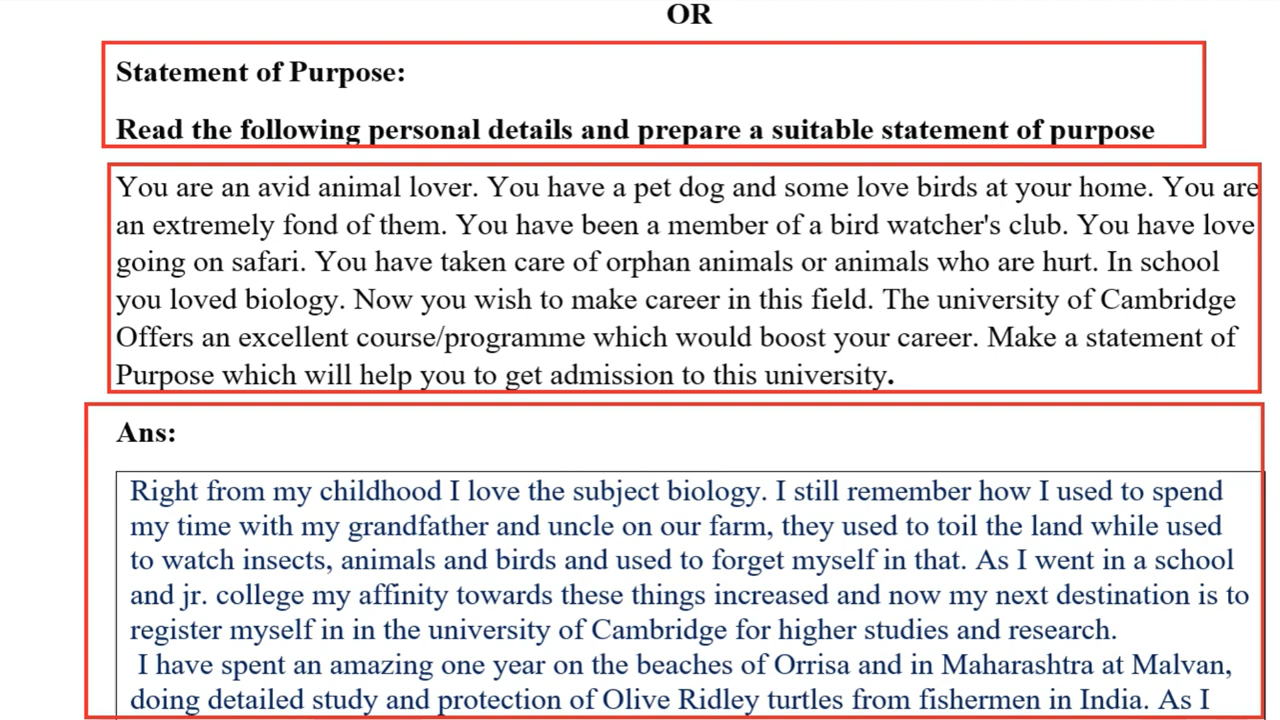 OR
Statement of Purpose:
Read the following personal details and prepare a suitable statement of purpose
You are an avid animal lover. You have a pet dog and some love birds at your home. You are
an extremely fond of them. You have been a member of a bird watcher's club. You have love
going on safari. You have taken care of orphan animals or animals who are hurt. In school
you loved biology. Now you wish to make career in this field. The university of Cambridge
Offers an excellent course/programme which would boost your career. Make a statement of
Purpose which will help you to get admission to this university.
Ans:
Right from my childhood I love the subject biology. I still remember how I used to spend
my time with my grandfather and uncle on our farm, they used to toil the land while used
to watch insects, animals and birds and used to forget myself in that. As I went in a school
and jr. college my affinity towards these things increased and now my next destination is to
register myself in in the university of Cambridge for higher studies and research.
I have spent an amazing one year on the beaches of Orrisa and in Maharashtra at Malvan,
doing detailed study and protection of Olive Ridley turtles from fishermen in India. As I